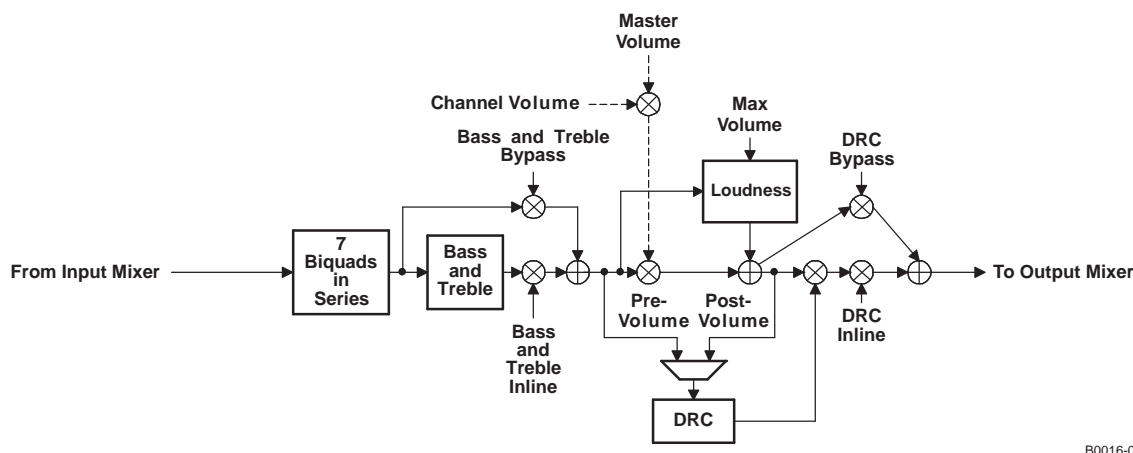 Master
Volume
Channel Volume
Max
Volume
Bass and Treble
Bypass
DRC
Bypass
Loudness
From Input Mixer
7
Biquads
in
Series
Bass
and
Treble
To Output Mixer
Pre-
Volume
Post-
Volume
DRC
Inline
Bass
and
Treble
Inline
DRC